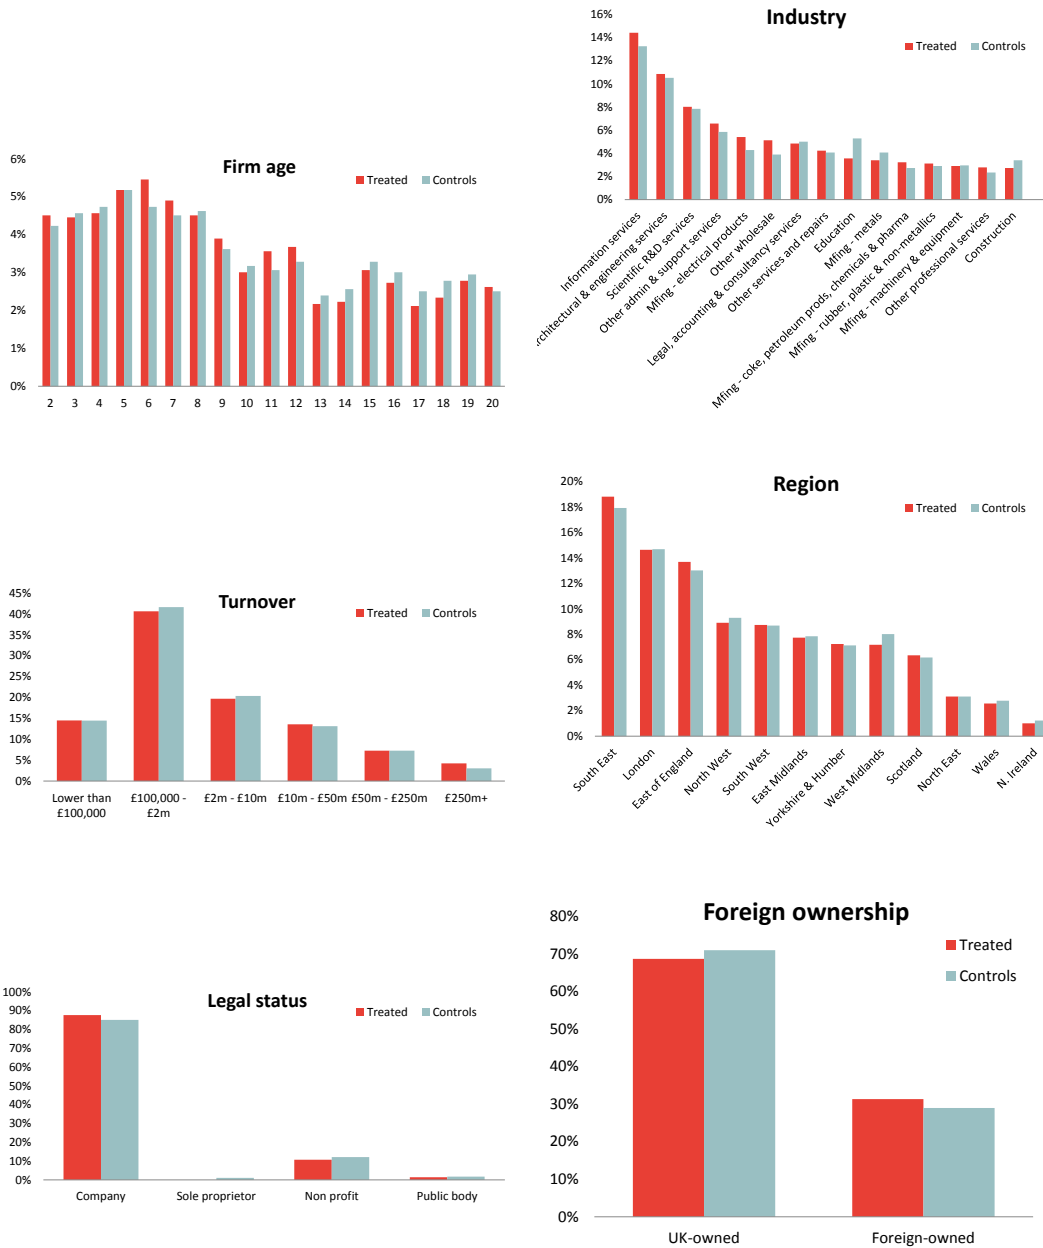 Firm age
Treated Controls
6%
5%
4%
3%
2%
1%
0%
2 3 4 5 6 7 8 9 10 11 12 13 14 15 16 17 18 19 20
Industry
Treated Controls
16%
14%
12%
10%
8%
6%
4%
2%
0%
Information services
rchitectural & engineering services
Scientific R&D services
Other admin & support services
Mfing - electrical products
Other wholesale
Legal, accounting & consultancy services
Other services and repairs
Education
Mfing - metals
Mfing - coke, petroleum prods, chemicals & pharma
Mfing - rubber, plastic & non-metallics
Mfing - machinery & equipment
Other professional services
Construction
Turnover
Treated Controls
45%
40%
35%
30%
25%
20%
15%
10%
5%
0%
Lower than £100,000 - £2m - £10m £10m - £50m £50m - £250m £250m+
£100,000 £2m
Region
Treated Controls
20%
18%
16%
14%
12%
10%
8%
6%
4%
2%
0%
South East
London
East of England
North West
South West
East Midlands
Yorkshire & Humber
West Midlands
Scotland
North East
Wales
N. Ireland
Legal status
Treated Controls
100%
90%
80%
70%
60%
50%
40%
30%
20%
10%
0%
Company Sole proprietor Non profit Public body
Foreign ownership
Treated
Controls
80%
70%
60%
50%
40%
30%
20%
10%
0%
UK-owned Foreign-owned